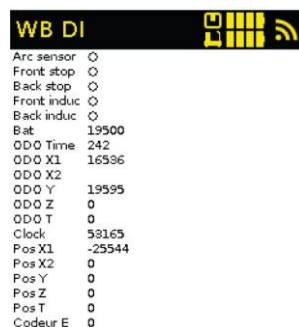 WB DI
Arc sensor
Front stop
Back stop
Front induc
Back induc
Bat 19500
ODO Time 242
ODO X1 16536
ODO X2
ODO Y 19595
ODO Z 0
ODO T 0
Clock 53165
Pos X1 -25544
Pos X2 0
Pos Y 0
Pos Z 0
Pos T 0
Codeur E 0